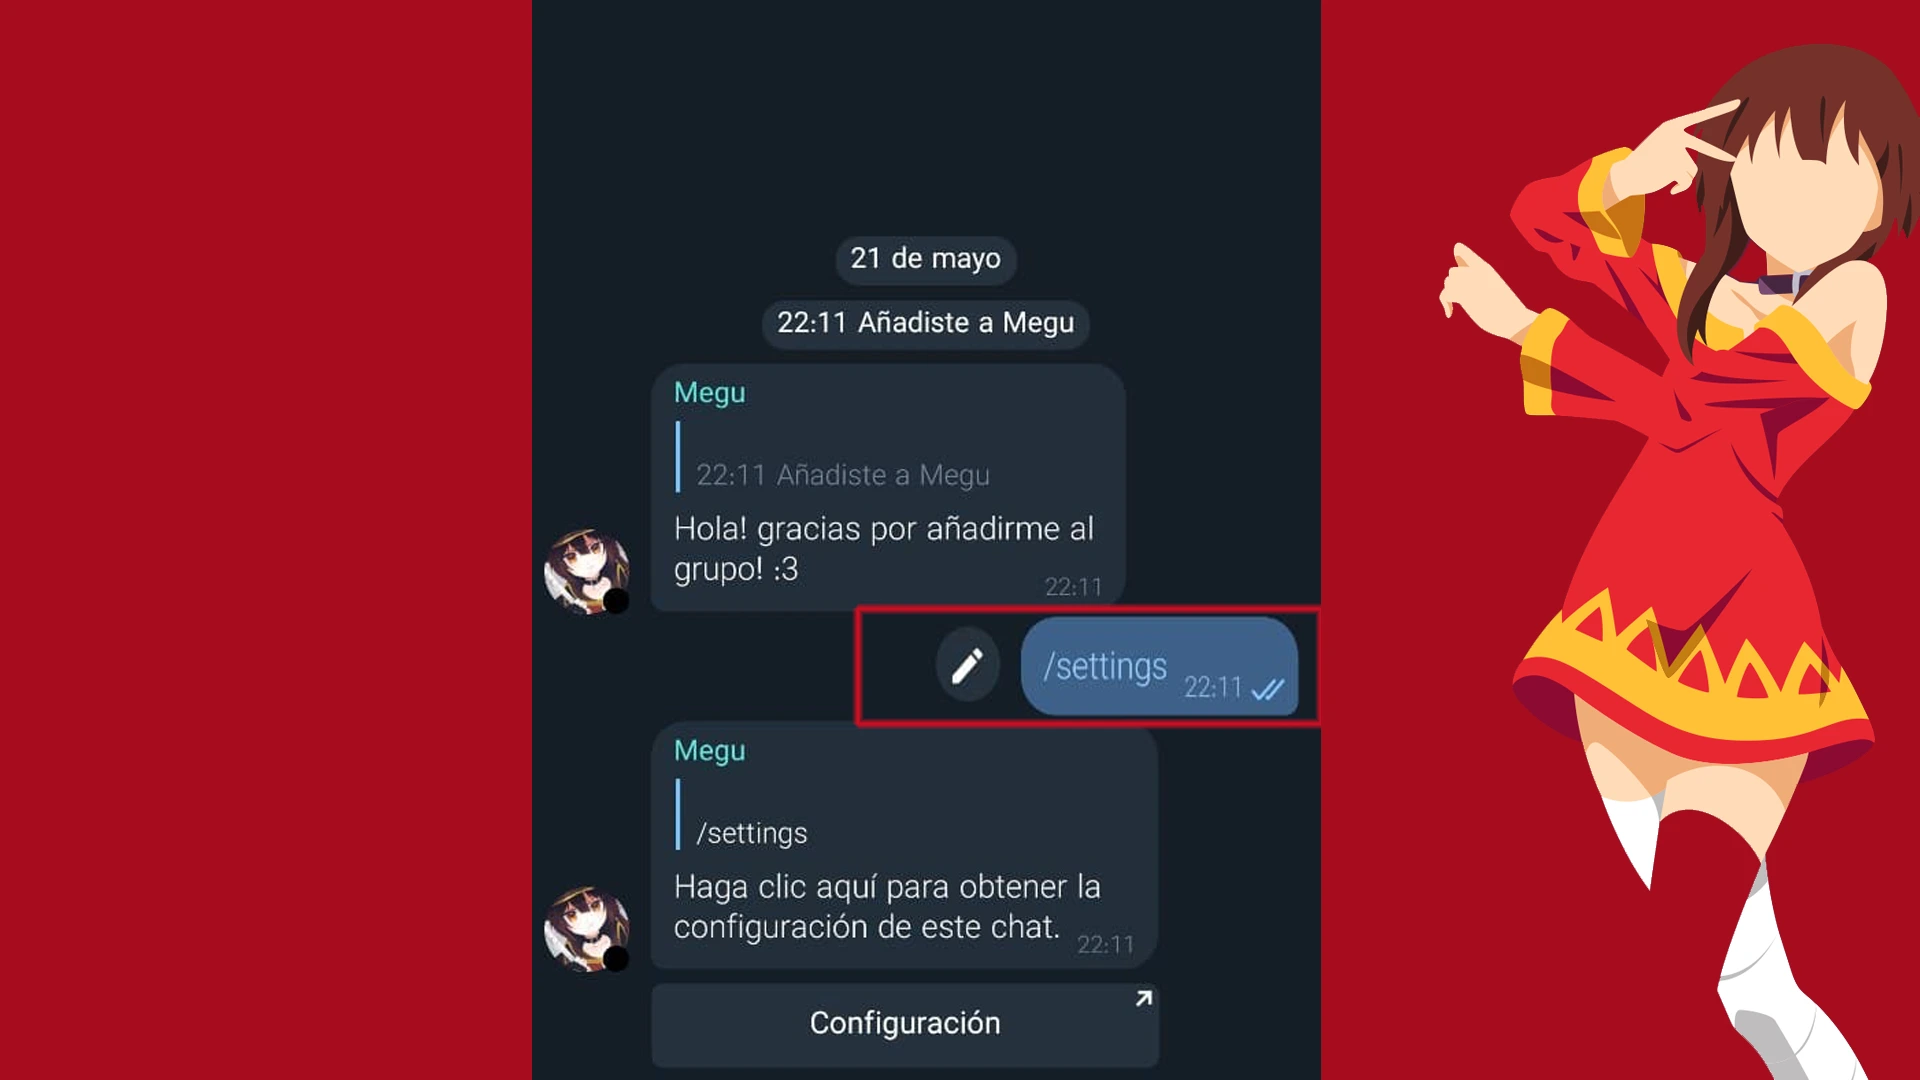 21 de mayo
22:11 Añadiste a Megu
Megu
22:11 Añadiste a Megu
Hola! gracias por añadirme al
grupo! :3
22:11
/settings
22:11
Megu
/settings
Haga clic aquí para obtener la
configuración de este chat.
22:11
Configuración